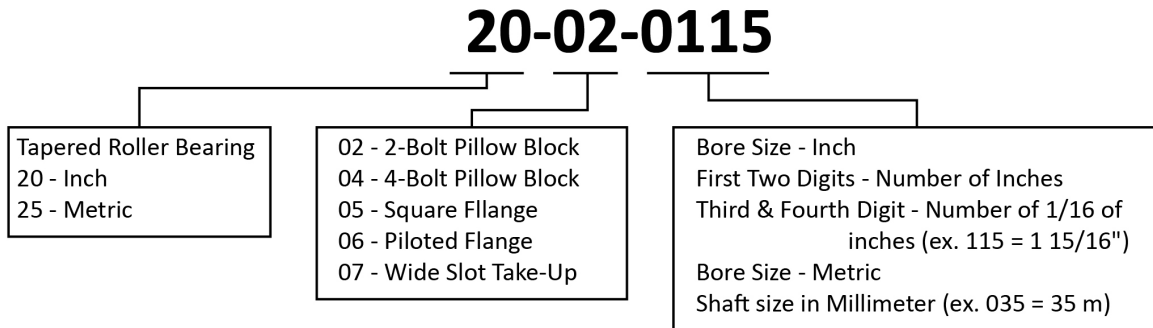 20-02-0115
Tapered Roller Bearing
20 - Inch
25 - Metric
02 - 2-Bolt Pillow Block
04 - 4-Bolt Pillow Block
05 - Square Fllange
06 - Piloted Flange
07 - Wide Slot Take-Up
Bore Size - Inch
First Two Digits - Number of Inches
Third & Fourth Digit - Number of 1/16 of
inches (ex. 115 = 1 15/16")
Bore Size - Metric
Shaft size in Millimeter (ex. 035 = 35 m)